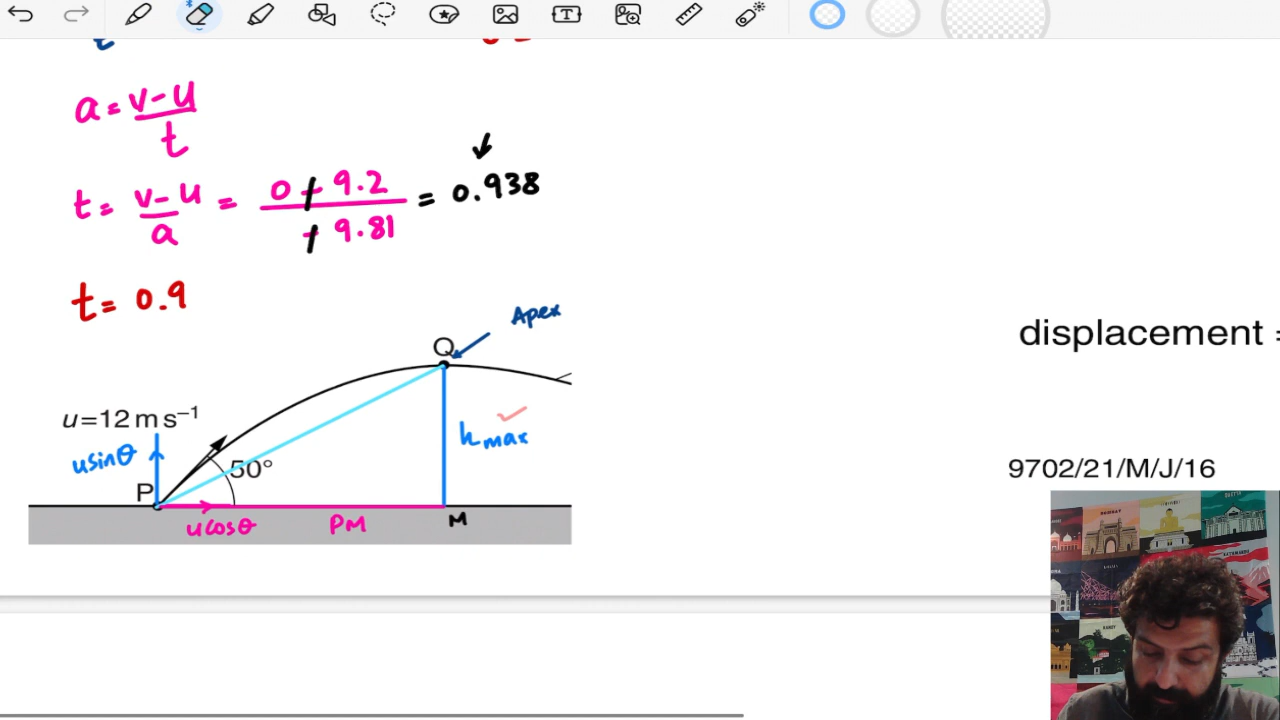 t
a = v-u / t
t = v-u / a = 0 - 9.2 / - 9.81 = 0.938
t = 0.9
Apex
Q
displacement =
u=12 m s⁻¹
usinθ
hmax
50°
9702/21/M/J/16
P
ucosθ
PM
M